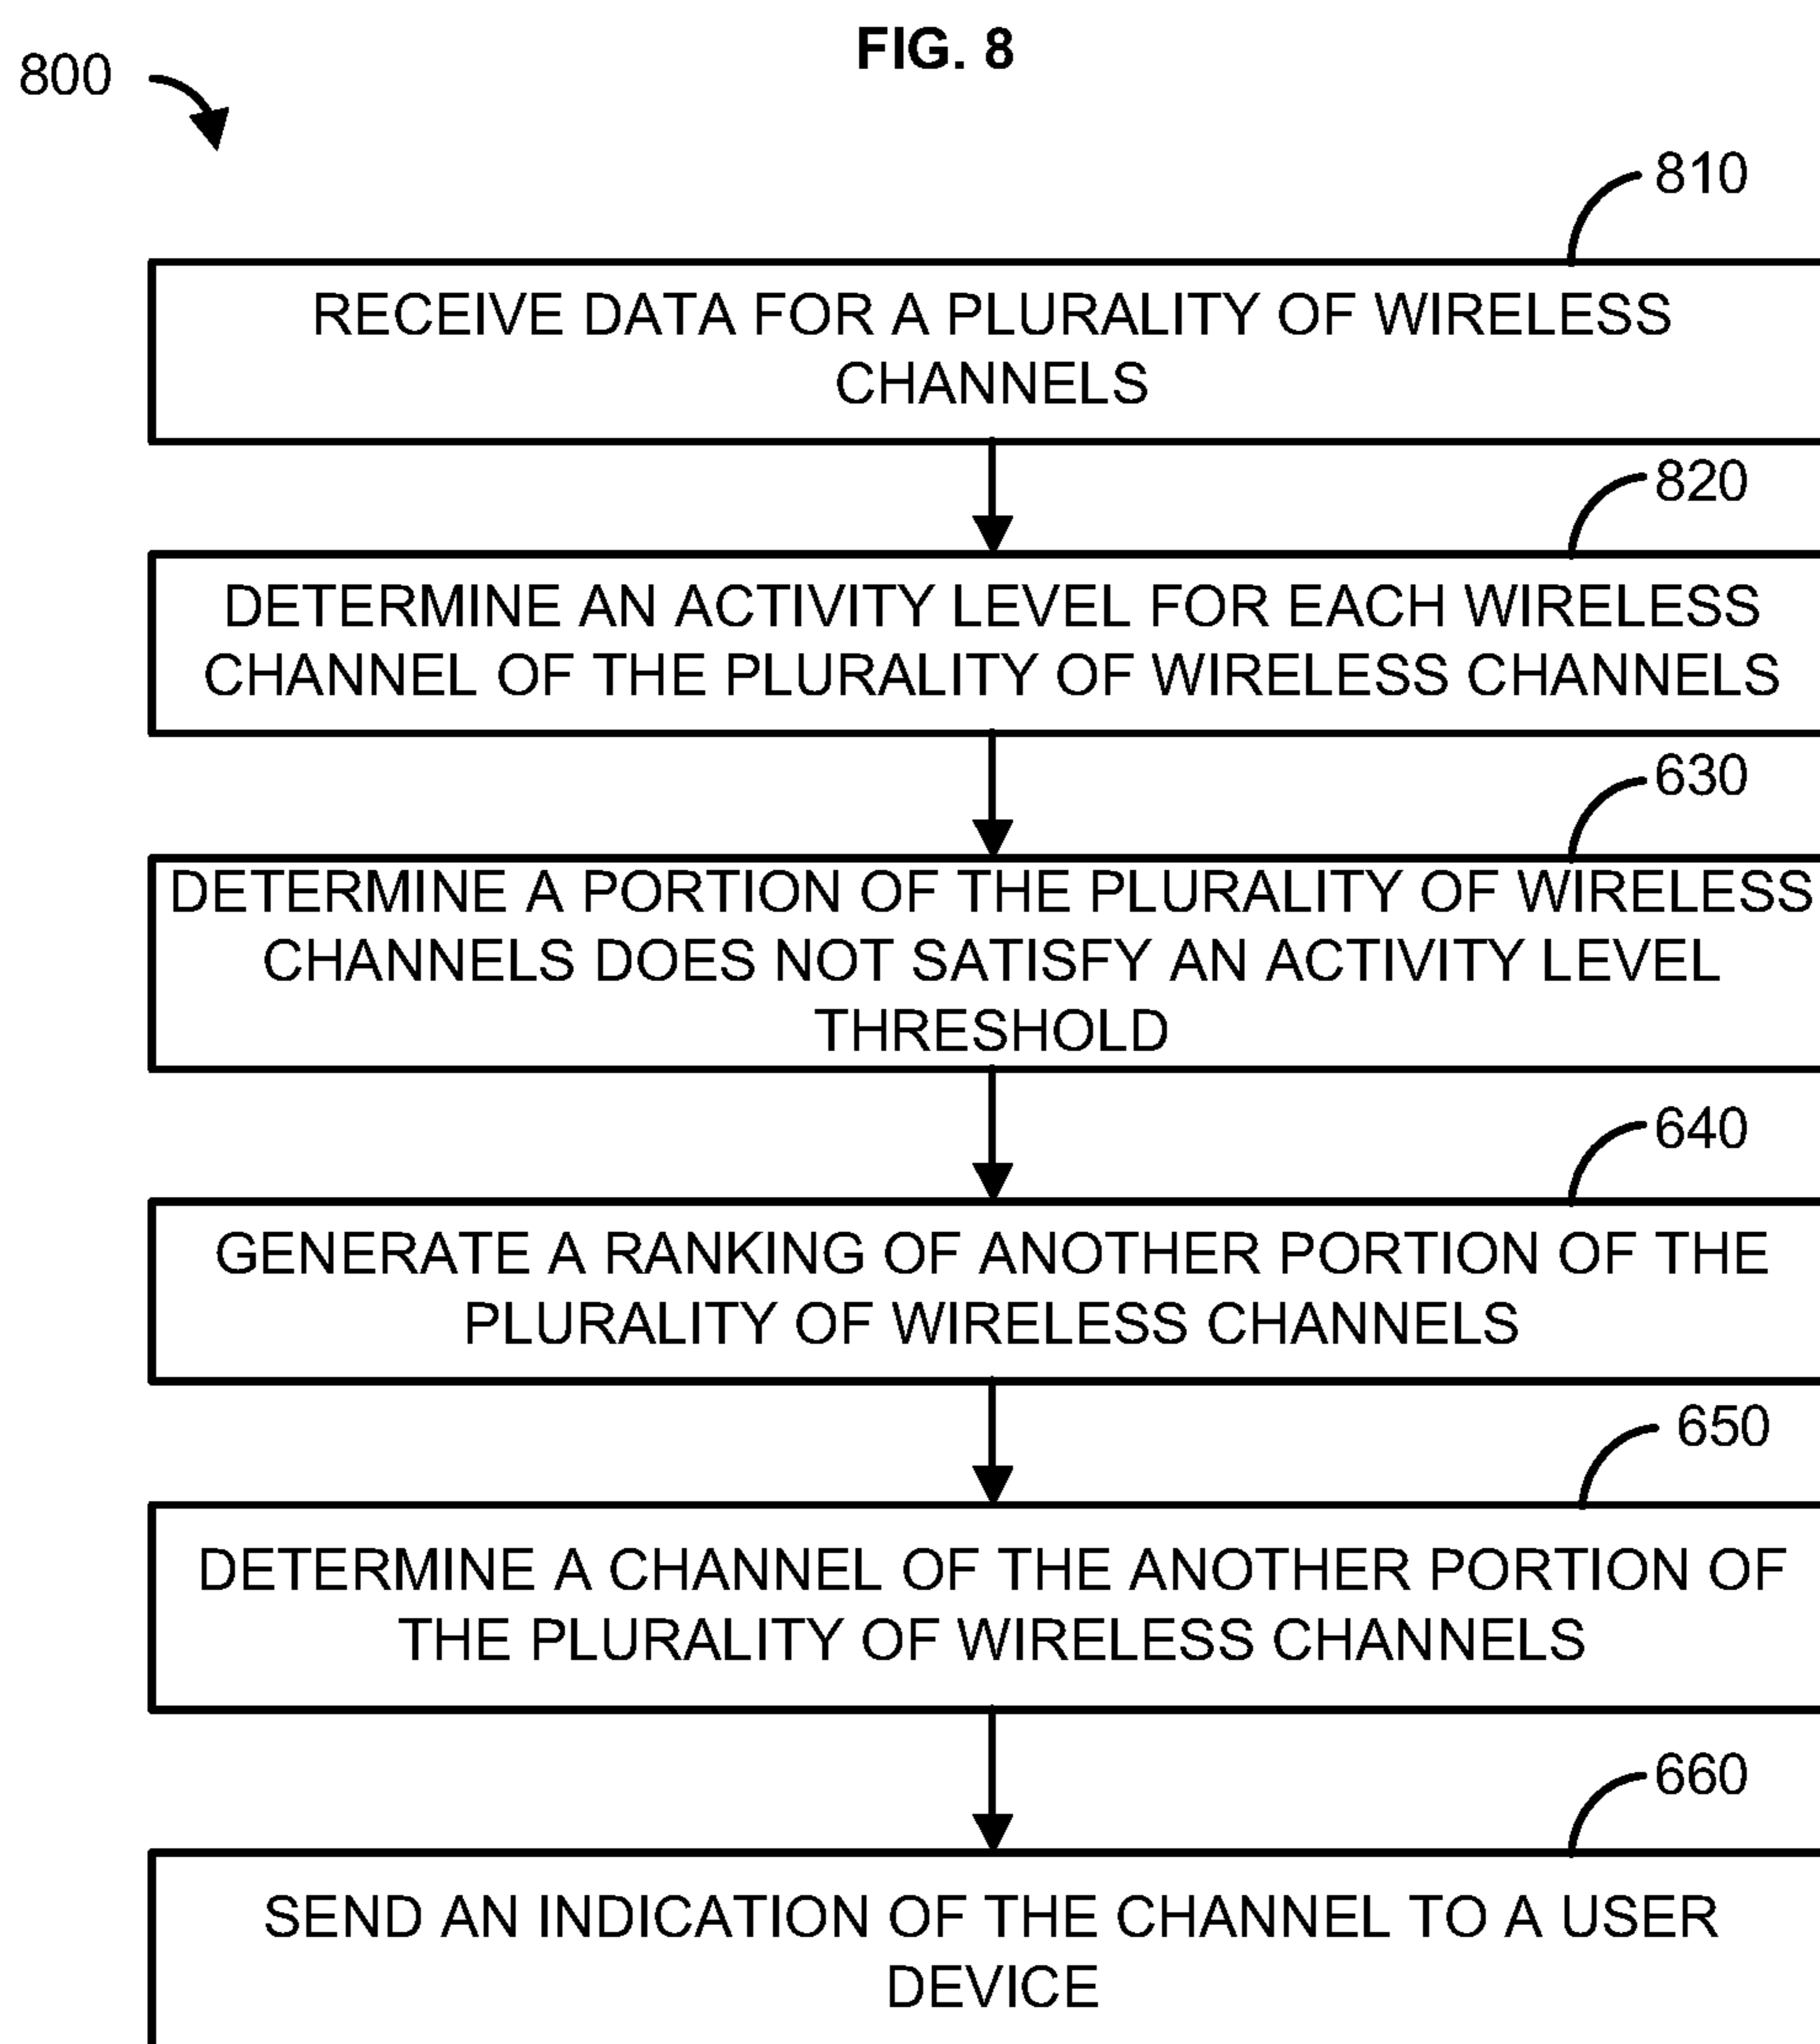 FIG. 8
800
810
RECEIVE DATA FOR A PLURALITY OF WIRELESS
CHANNELS
820
DETERMINE AN ACTIVITY LEVEL FOR EACH WIRELESS
CHANNEL OF THE PLURALITY OF WIRELESS CHANNELS
630
DETERMINE A PORTION OF THE PLURALITY OF WIRELESS
CHANNELS DOES NOT SATISFY AN ACTIVITY LEVEL
THRESHOLD
640
GENERATE A RANKING OF ANOTHER PORTION OF THE
PLURALITY OF WIRELESS CHANNELS
650
DETERMINE A CHANNEL OF THE ANOTHER PORTION OF
THE PLURALITY OF WIRELESS CHANNELS
660
SEND AN INDICATION OF THE CHANNEL TO A USER
DEVICE